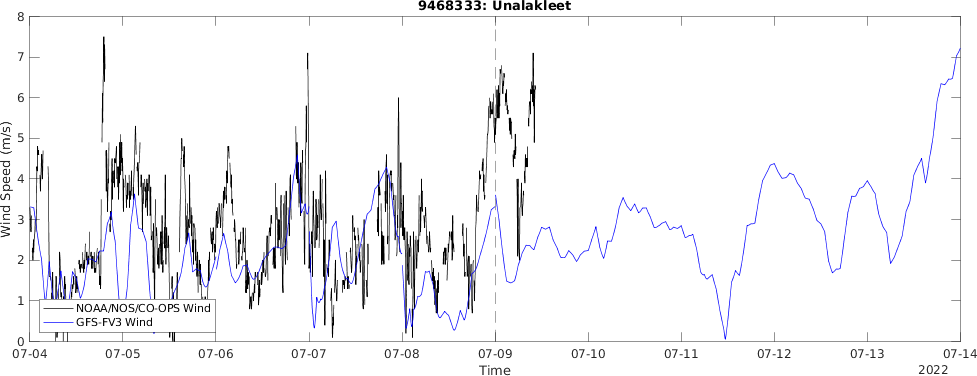 9468333: Unalakleet
Wind Speed (m/s)
8
7
6
5
4
3
2
1
0
NOAA/NOS/CO-OPS Wind
GFS-FV3 Wind
07-04 07-05 07-06 07-07 07-08 07-09 07-10 07-11 07-12 07-13 07-14
Time
2022